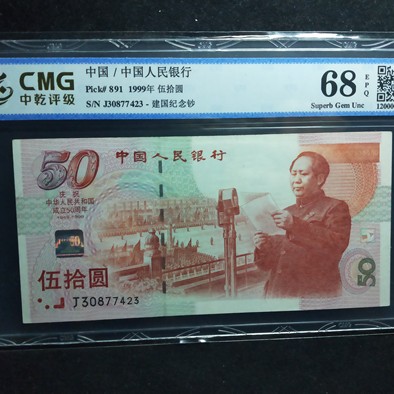 CMG
中乾评级
中国 / 中国人民银行
Pick# 891 1999年 伍拾圆
S/N J30877423 - 建国纪念钞
68
EPQ
Superb Gem Unc
12000
50
中国人民银行
庆祝
中华人民共和国
成立50周年
伍拾圆
J30877423
50